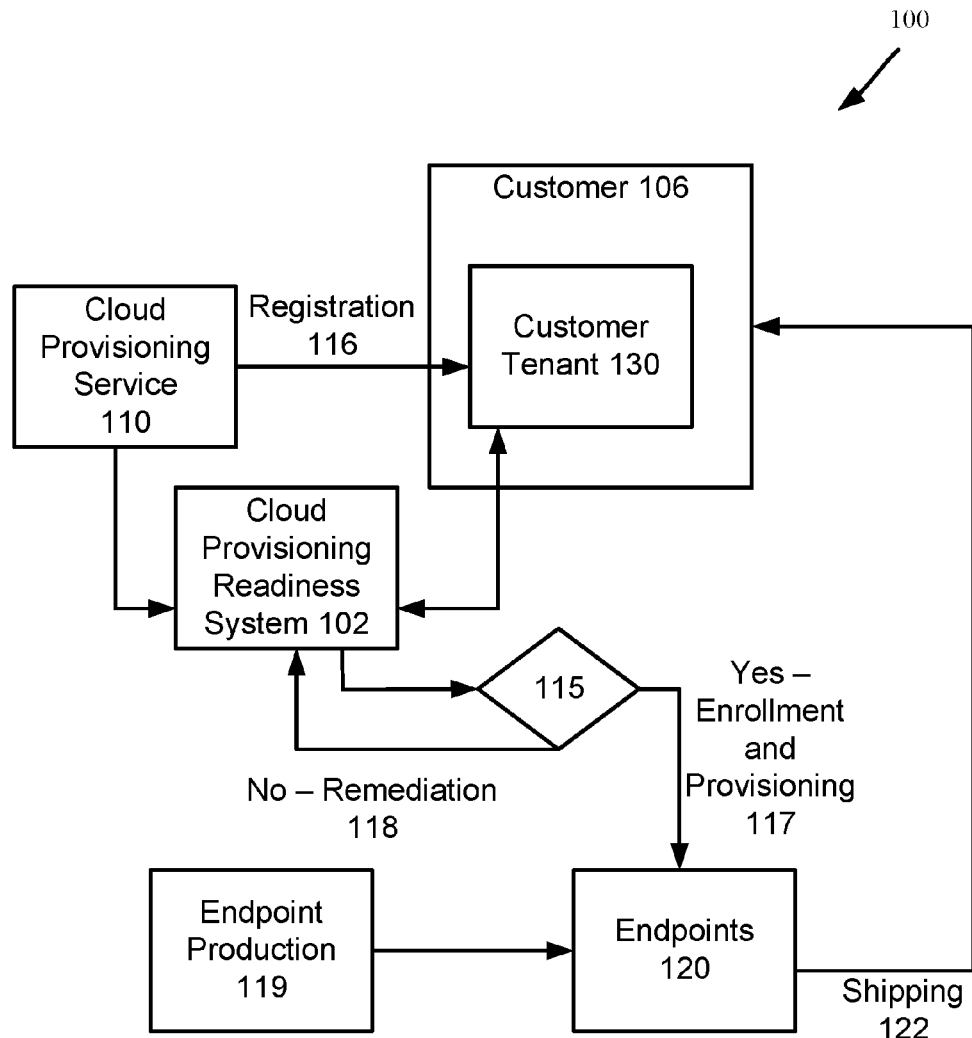 100
Customer 106
Cloud
Provisioning
Service
110
Registration
116
Customer
Tenant 130
Cloud
Provisioning
Readiness
System 102
115
Yes –
Enrollment
and
Provisioning
117
No – Remediation
118
Endpoint
Production
119
Endpoints
120
Shipping
122